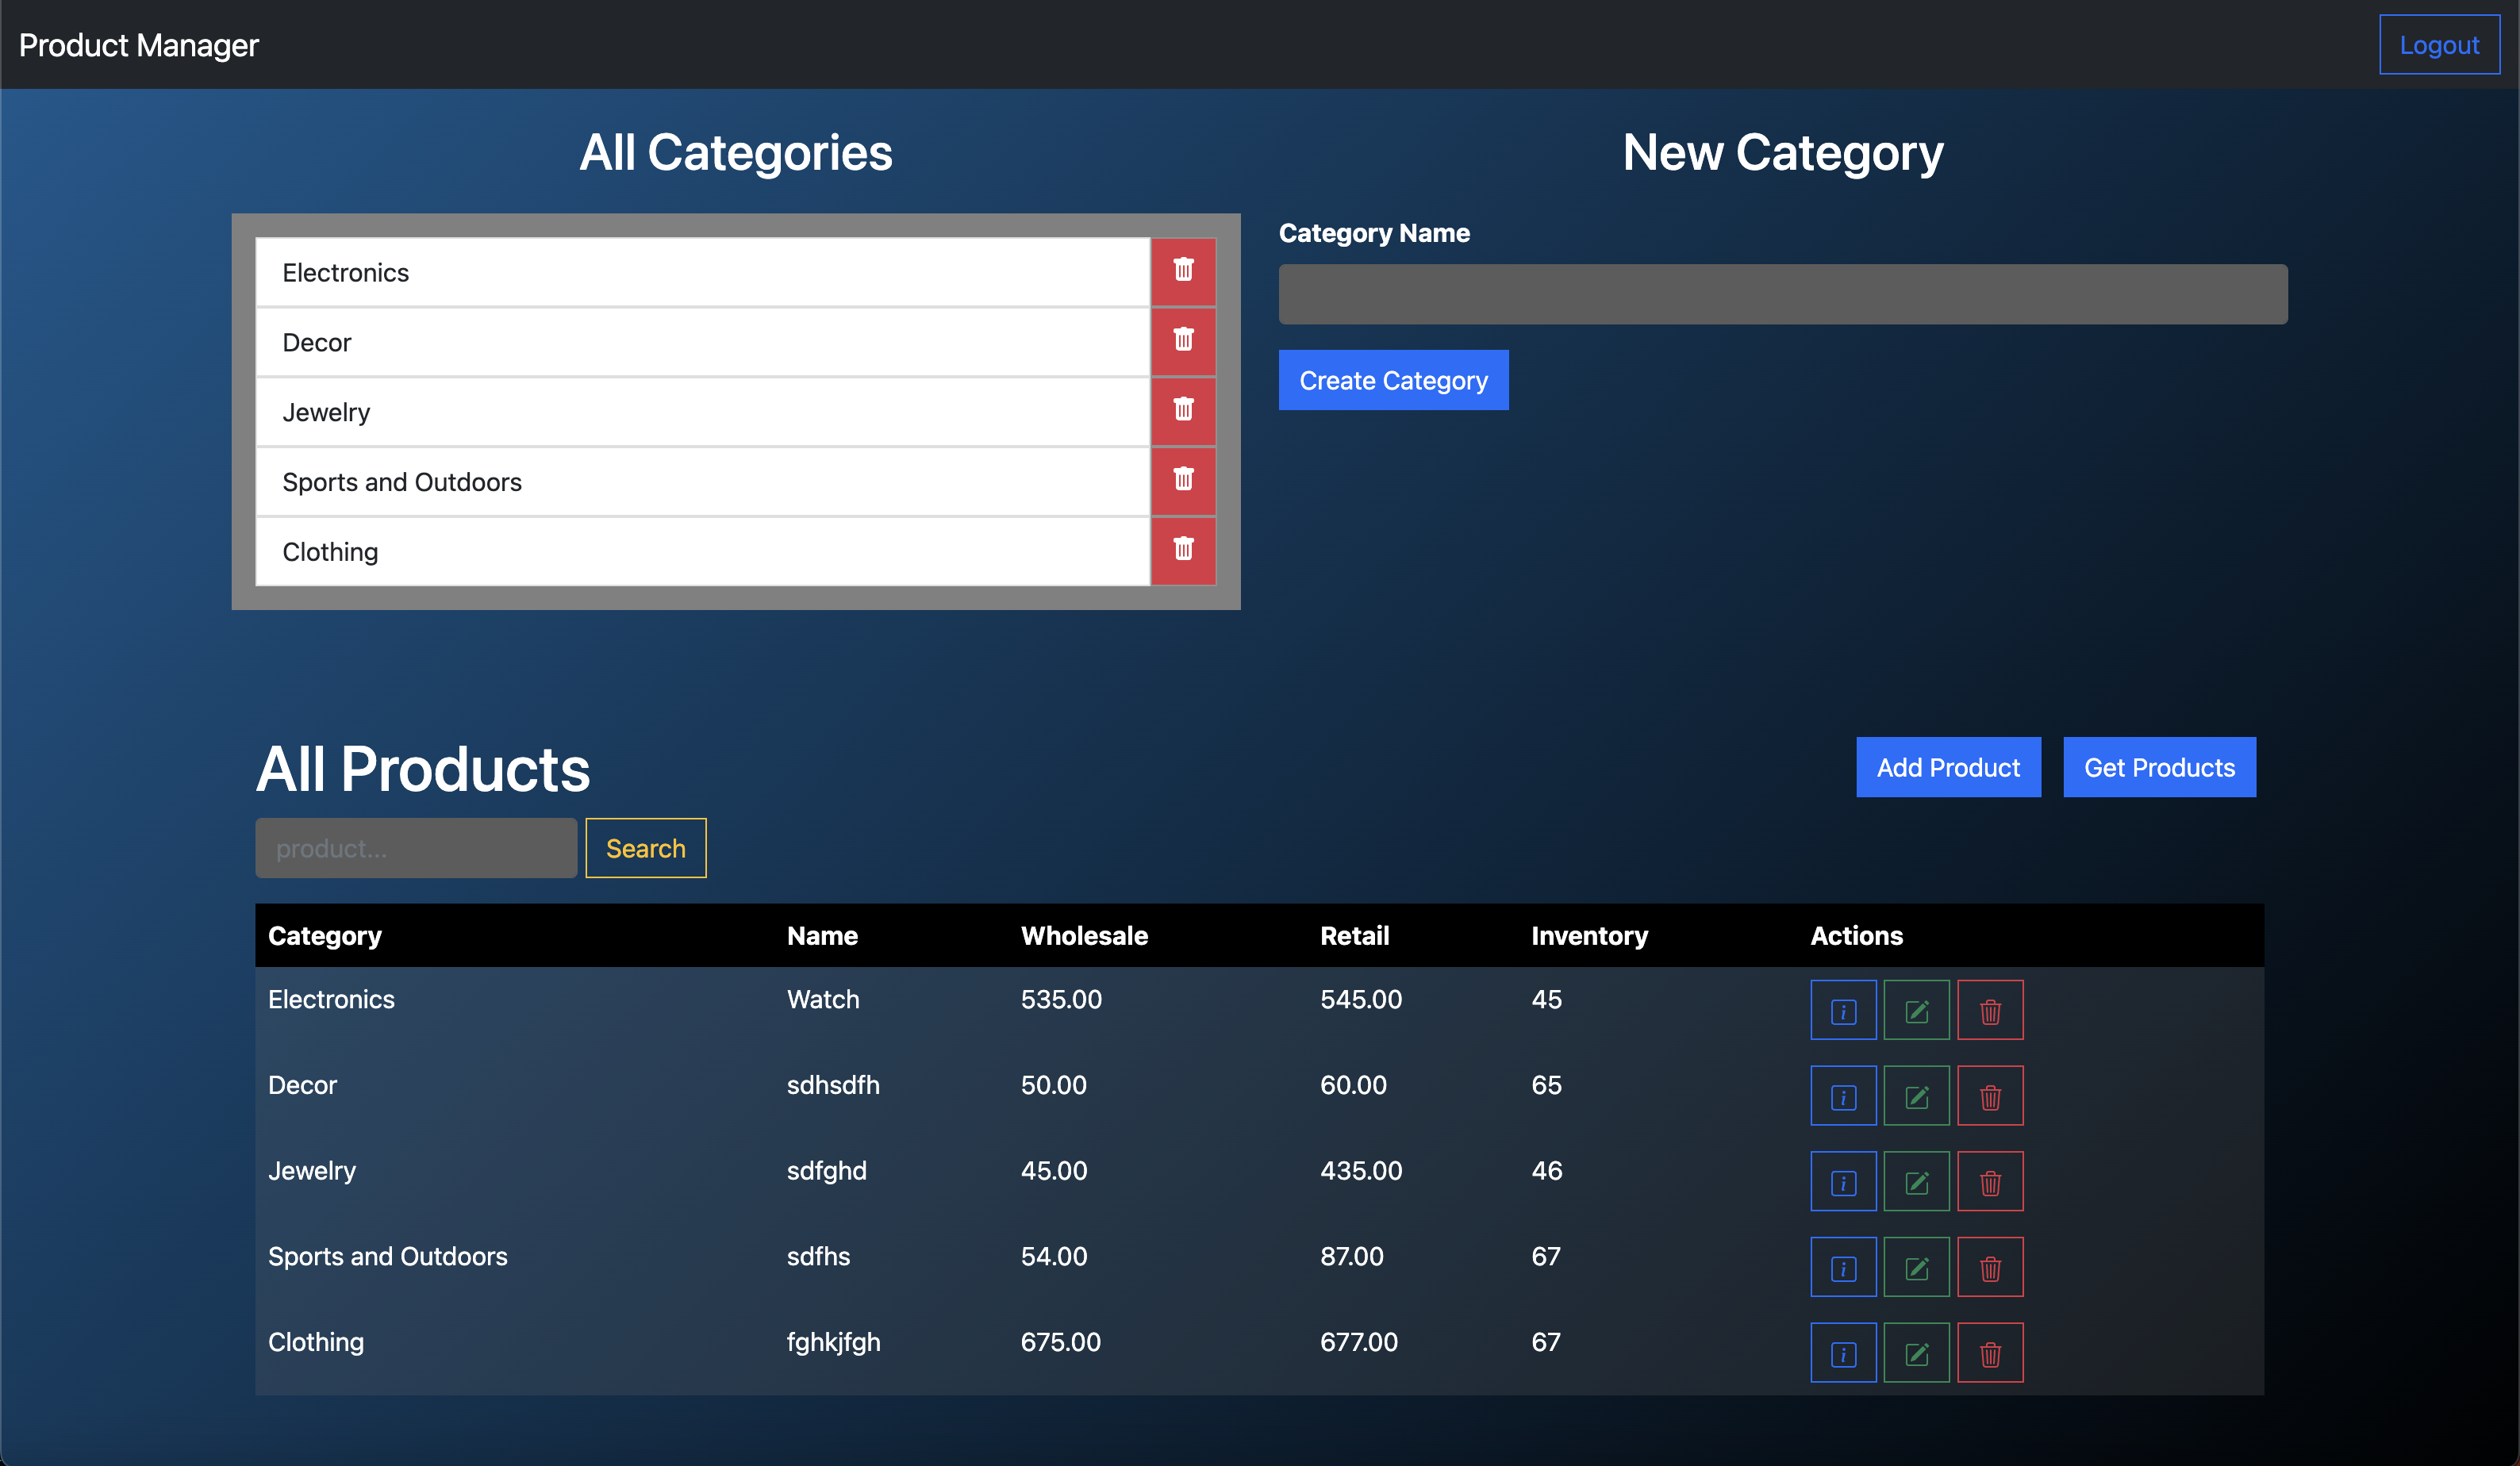 Product Manager
Logout
All Categories
Electronics
Decor
Jewelry
Sports and Outdoors
Clothing
New Category
Category Name
Create Category
All Products
Add Product Get Products
product... Search
Category Name Wholesale Retail Inventory Actions
Electronics Watch 535.00 545.00 45
Decor sdhsdfh 50.00 60.00 65
Jewelry sdfghd 45.00 435.00 46
Sports and Outdoors sdfhs 54.00 87.00 67
Clothing fghkjfgh 675.00 677.00 67